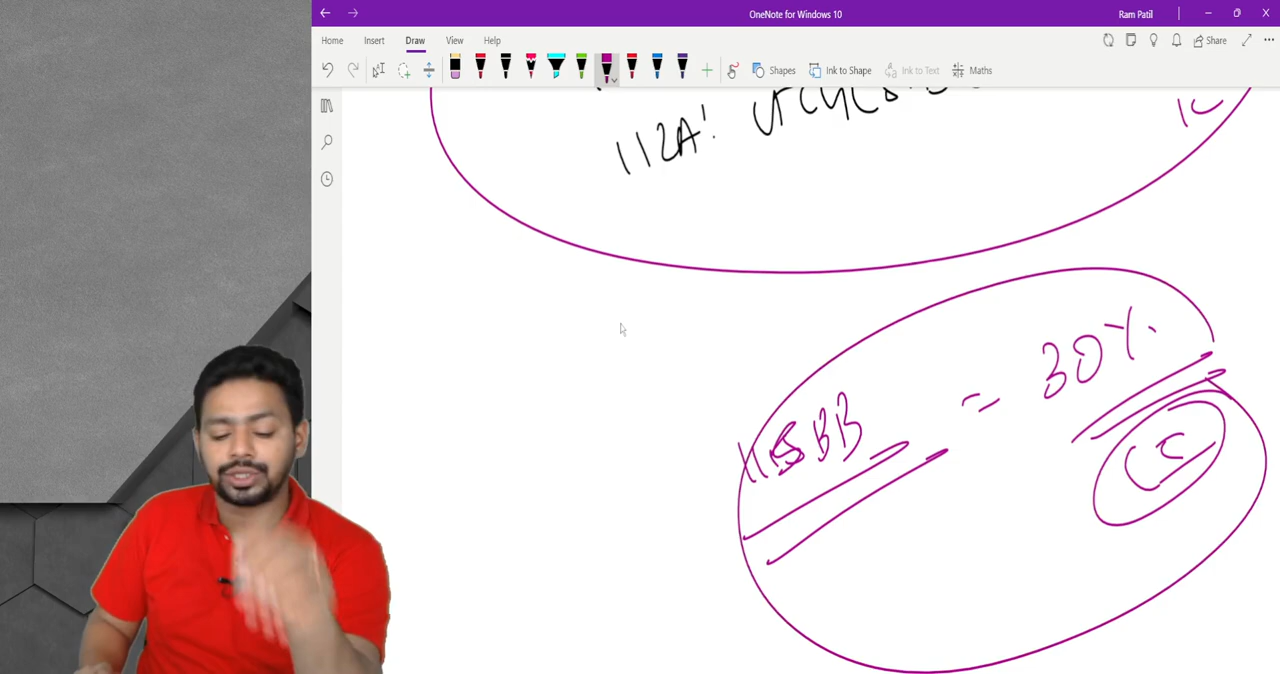 OneNote for Windows 10
Ram Patil
Home Insert Draw View Help
Share
Shapes Ink to Shape Ink to Text Maths
112A!
115BB = 30%